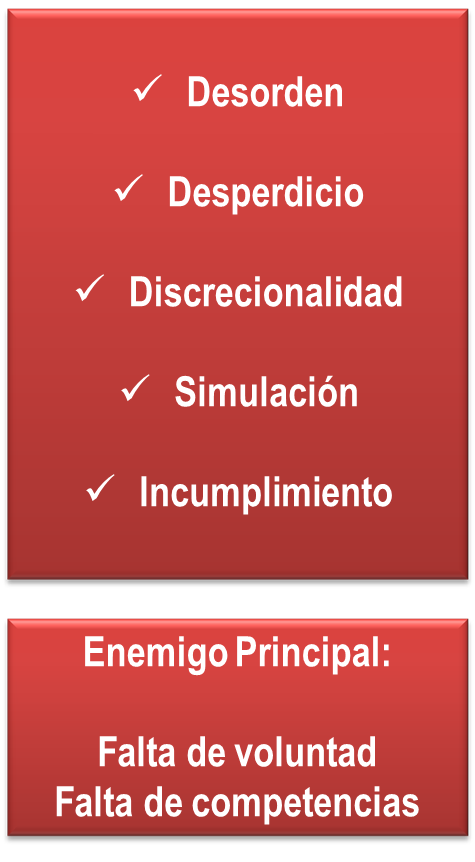 ✓ Desorden
✓ Desperdicio
✓ Discrecionalidad
✓ Simulación
✓ Incumplimiento
Enemigo Principal:
Falta de voluntad
Falta de competencias